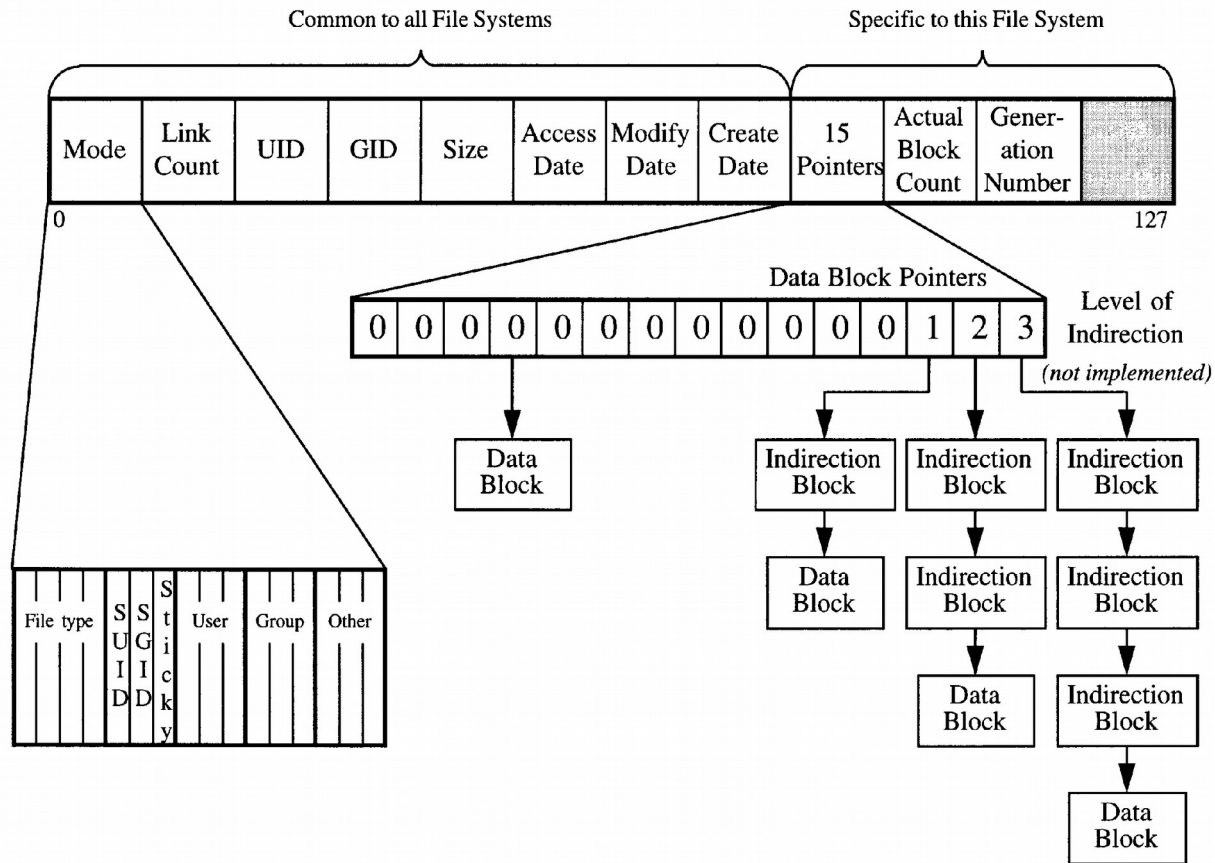 Common to all File Systems
Specific to this File System
Mode
Link
Count
UID
GID
Size
Access
Date
Modify
Date
Create
Date
15
Pointers
Actual
Block
Count
Gener-
ation
Number
0
127
Data Block Pointers
0 0 0 0 0 0 0 0 0 0 0 0 1 2 3
Level of
Indirection
(not implemented)
Data
Block
Indirection
Block
Indirection
Block
Indirection
Block
Data
Block
Indirection
Block
Indirection
Block
Data
Block
Indirection
Block
Data
Block
File type
SUID
SGID
Sticky
User
Group
Other